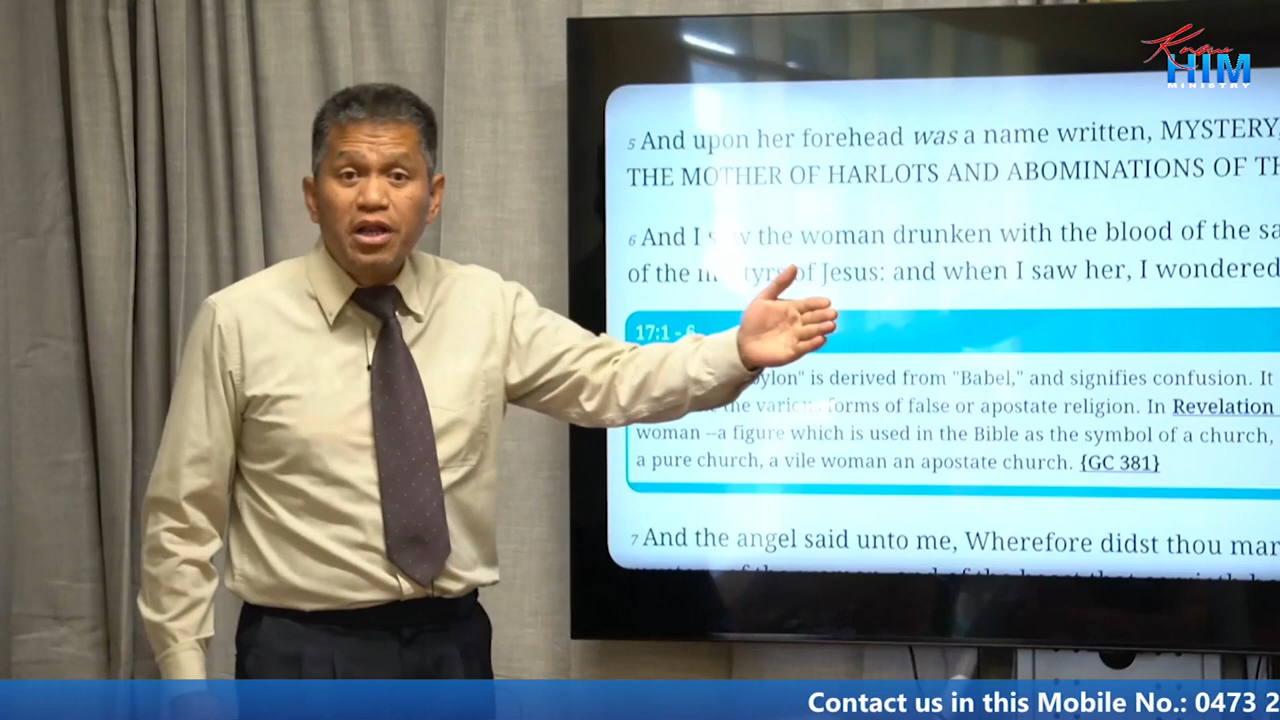 Know
HIM
MINISTRY
5 And upon her forehead was a name written, MYSTERY,
THE MOTHER OF HARLOTS AND ABOMINATIONS OF
6 And I the woman drunken with the blood of the
of the of Jesus: and when I saw her, I wondered
17:1 - 6
is derived from "Babel," and signifies confusion. It
the forms of false or apostate religion. In Revelation
woman --a figure which is used in the Bible as the symbol of a church,
a pure church, a vile woman an apostate church. {GC 381}
7 And the angel said unto me, Wherefore didst thou
Contact us in this Mobile No.: 0473 2